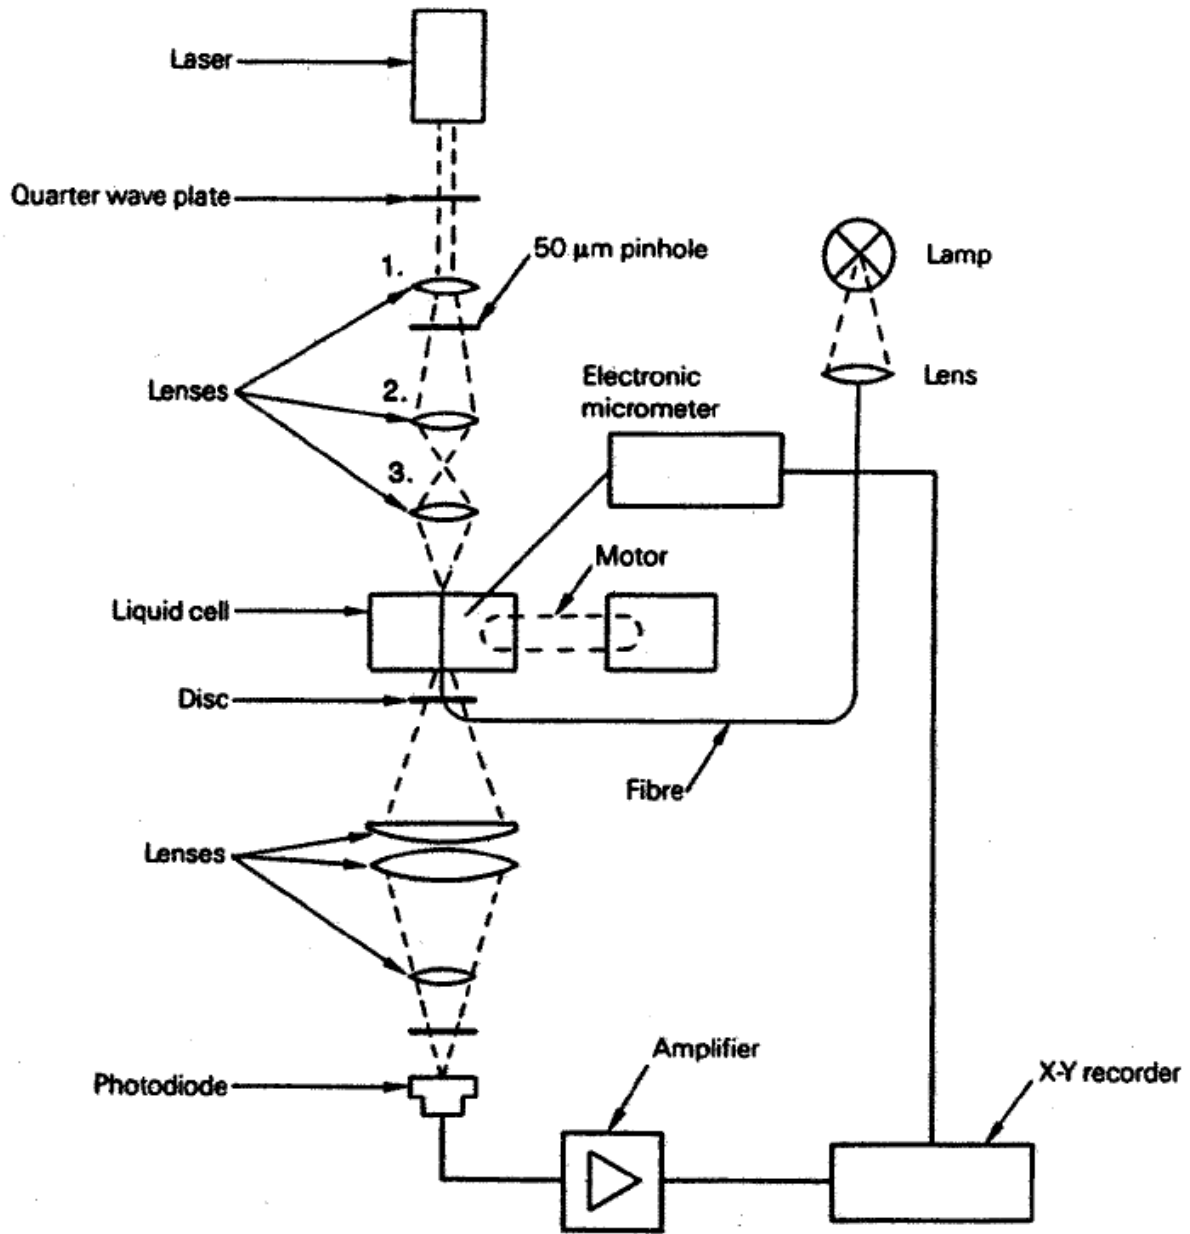 Laser
Quarter wave plate
50 μm pinhole
1.
Lamp
Lenses
2.
Electronic
micrometer
Lens
3.
Motor
Liquid cell
Disc
Fibre
Lenses
Amplifier
Photodiode
X-Y recorder